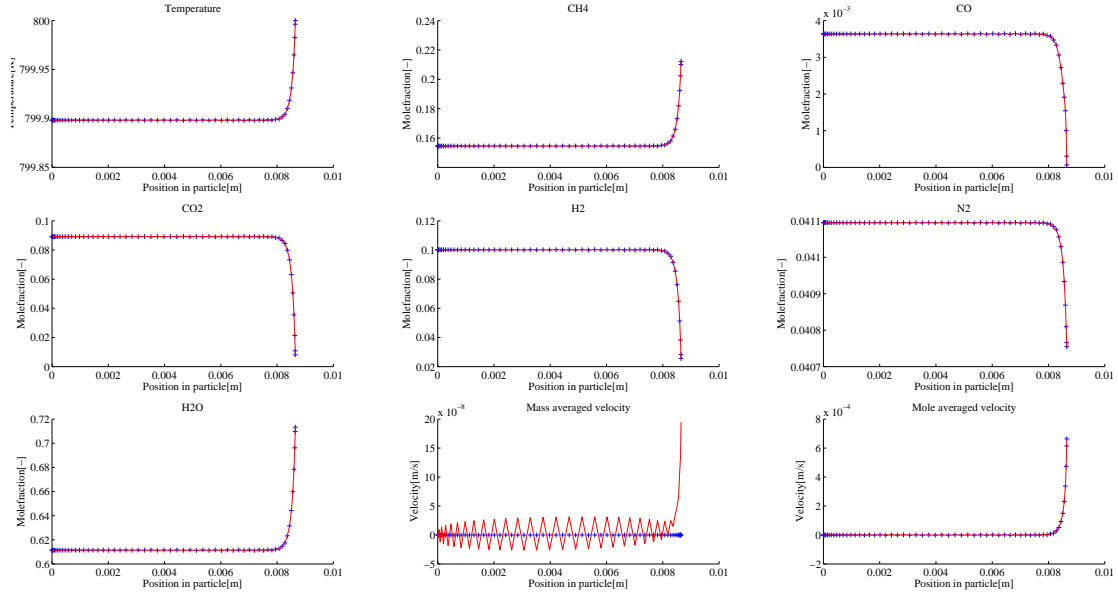 Temperature
800
799.95
799.9
799.85
Temperature[K]
0 0.002 0.004 0.006 0.008 0.01
Position in particle[m]
CH4
0.24
0.22
0.2
0.18
0.16
0.14
Molefraction[−]
0 0.002 0.004 0.006 0.008 0.01
Position in particle[m]
CO
x 10−3
4
3
2
1
0
Molefraction[−]
0 0.002 0.004 0.006 0.008 0.01
Position in particle[m]
CO2
0.1
0.08
0.06
0.04
0.02
0
Molefraction[−]
0 0.002 0.004 0.006 0.008 0.01
Position in particle[m]
H2
0.12
0.1
0.08
0.06
0.04
0.02
Molefraction[−]
0 0.002 0.004 0.006 0.008 0.01
Position in particle[m]
N2
0.0411
0.041
0.0409
0.0408
0.0407
Molefraction[−]
0 0.002 0.004 0.006 0.008 0.01
Position in particle[m]
H2O
0.72
0.7
0.68
0.66
0.64
0.62
0.6
Molefraction[−]
0 0.002 0.004 0.006 0.008 0.01
Position in particle[m]
Mass averaged velocity
x 10−8
20
15
10
5
0
−5
Velocity[m/s]
0 0.002 0.004 0.006 0.008 0.01
Position in particle[m]
Mole averaged velocity
x 10−4
8
6
4
2
0
−2
Velocity[m/s]
0 0.002 0.004 0.006 0.008 0.01
Position in particle[m]